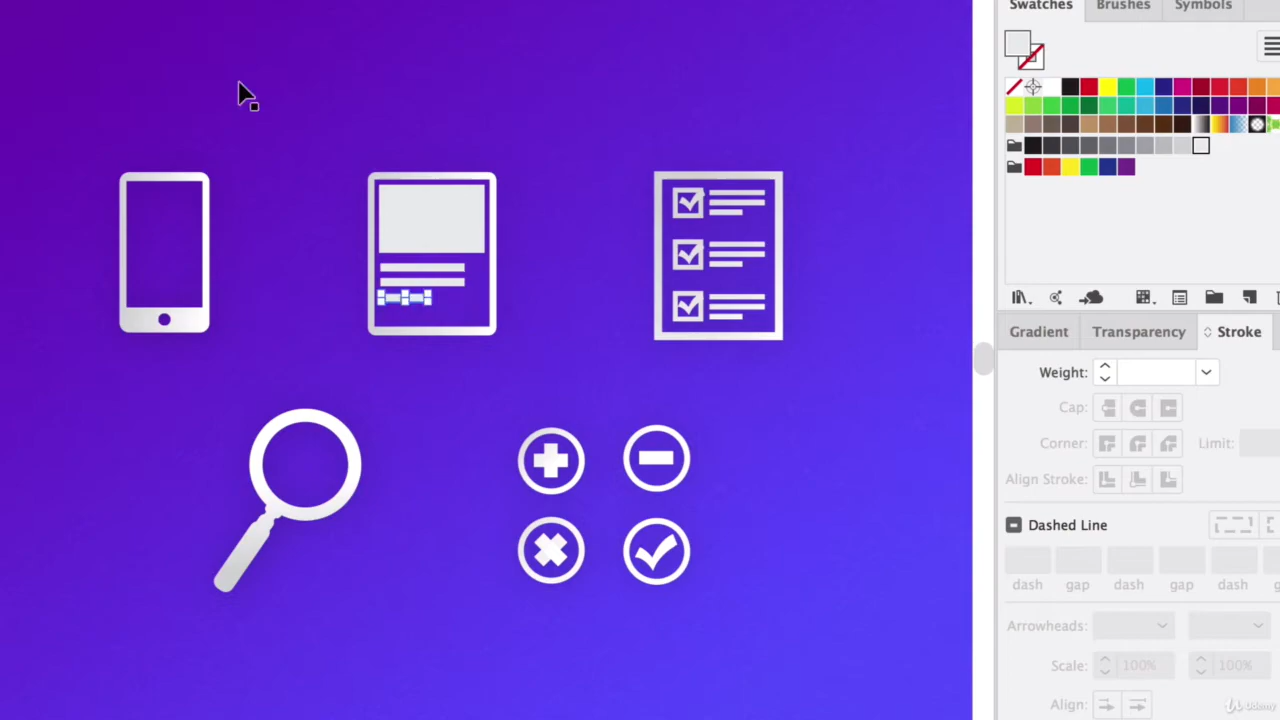 Swatches Brushes Symbols
Gradient Transparency Stroke
Weight:
Cap:
Corner: Limit:
Align Stroke:
Dashed Line
dash gap dash gap dash
Arrowheads:
Scale: 100% 100%
Align:
Udemy